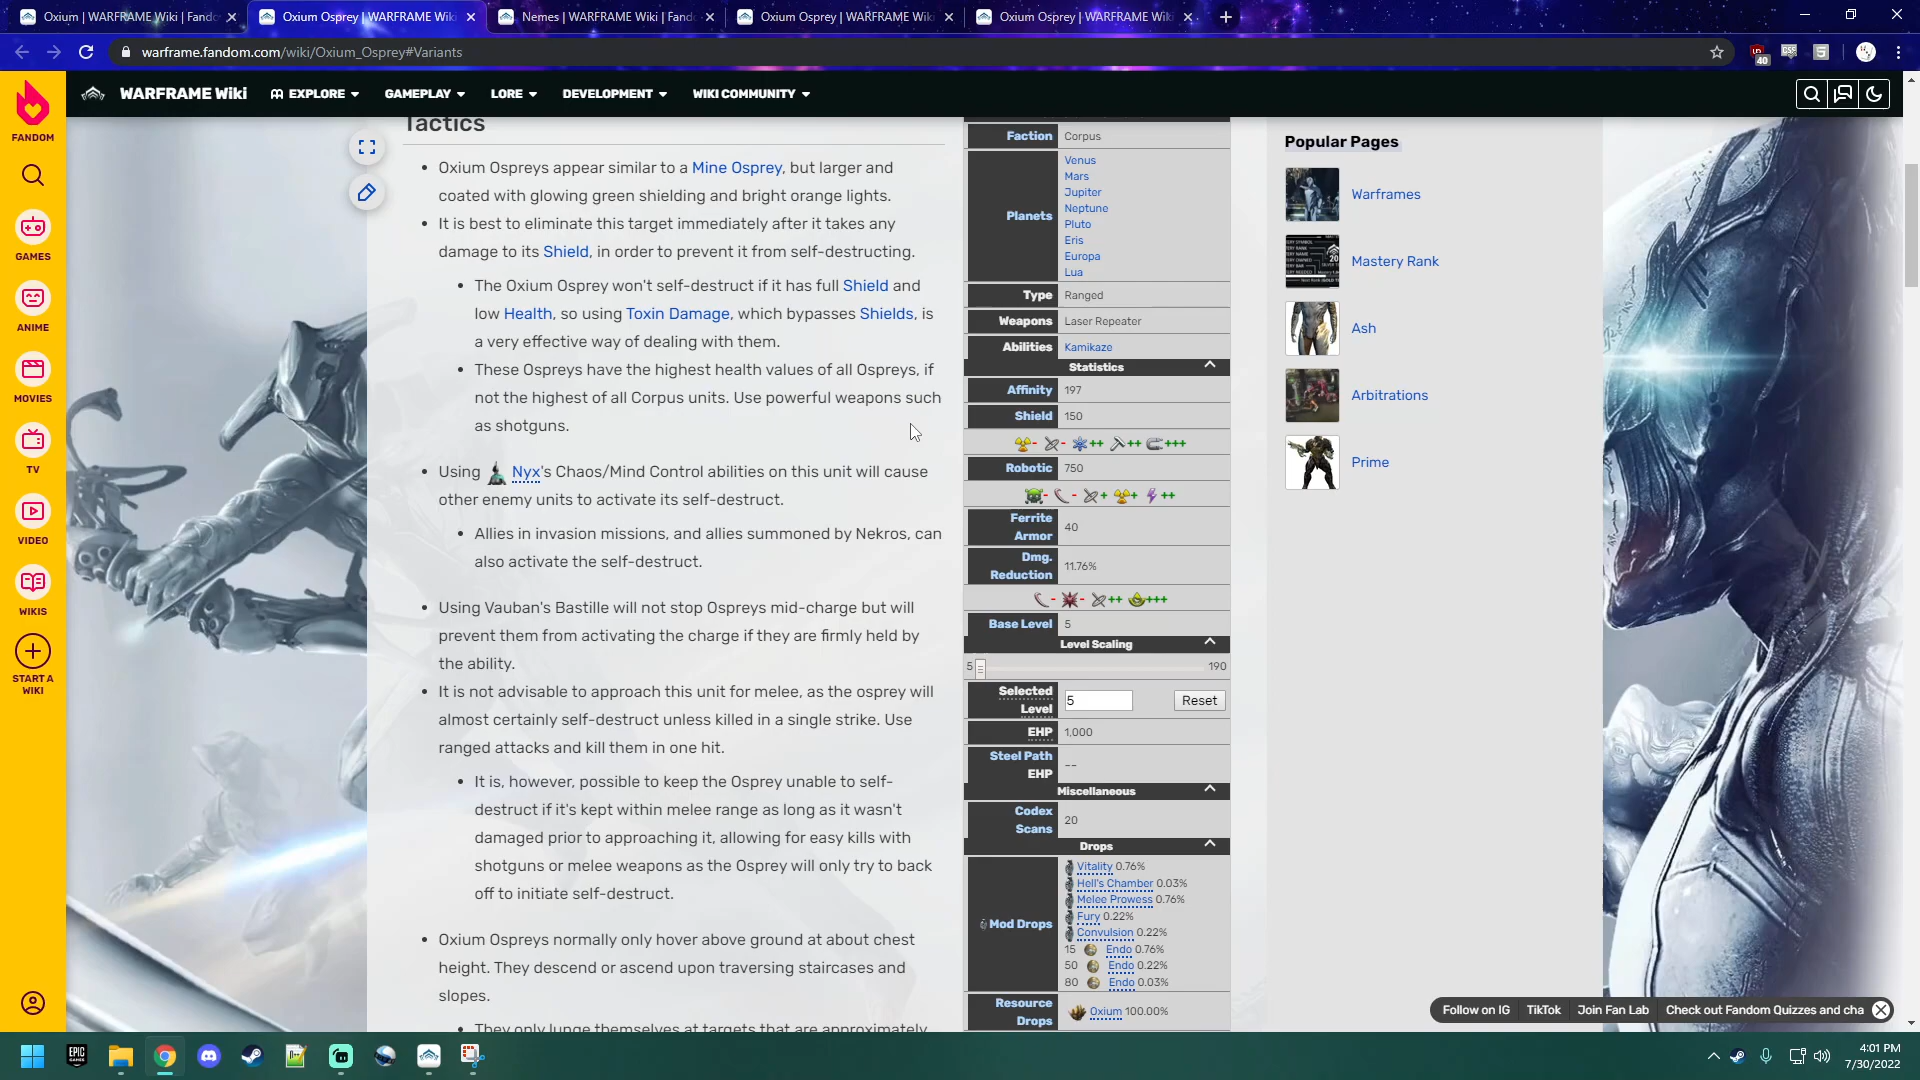 Oxium | WARFRAME Wiki | Fando
Oxium Osprey | WARFRAME Wiki
Nemes | WARFRAME Wiki | Fando
Oxium Osprey | WARFRAME Wiki
Oxium Osprey | WARFRAME Wiki
warframe.fandom.com/wiki/Oxium_Osprey#Variants
40
FANDOM
GAMES
ANIME
MOVIES
TV
VIDEO
WIKIS
START A
WIKI
WARFRAME Wiki
EXPLORE
GAMEPLAY
LORE
DEVELOPMENT
WIKI COMMUNITY
Tactics
• Oxium Ospreys appear similar to a Mine Osprey, but larger and
coated with glowing green shielding and bright orange lights.
• It is best to eliminate this target immediately after it takes any
damage to its Shield, in order to prevent it from self-destructing.
• The Oxium Osprey won't self-destruct if it has full Shield and
low Health, so using Toxin Damage, which bypasses Shields, is
a very effective way of dealing with them.
• These Ospreys have the highest health values of all Ospreys, if
not the highest of all Corpus units. Use powerful weapons such
as shotguns.
• Using Nyx's Chaos/Mind Control abilities on this unit will cause
other enemy units to activate its self-destruct.
• Allies in invasion missions, and allies summoned by Nekros, can
also activate the self-destruct.
• Using Vauban's Bastille will not stop Ospreys mid-charge but will
prevent them from activating the charge if they are firmly held by
the ability.
• It is not advisable to approach this unit for melee, as the osprey will
almost certainly self-destruct unless killed in a single strike. Use
ranged attacks and kill them in one hit.
• It is, however, possible to keep the Osprey unable to self-
destruct if it's kept within melee range as long as it wasn't
damaged prior to approaching it, allowing for easy kills with
shotguns or melee weapons as the Osprey will only try to back
off to initiate self-destruct.
• Oxium Ospreys normally only hover above ground at about chest
height. They descend or ascend upon traversing staircases and
slopes.
• They only lunge themselves at targets that are approximately
Faction Corpus
Planets
Venus
Mars
Jupiter
Neptune
Pluto
Eris
Europa
Lua
Type Ranged
Weapons Laser Repeater
Abilities Kamikaze
Statistics
Affinity 197
Shield 150
- - ++ ++ +++
Robotic 750
- - + + ++
Ferrite
Armor
40
Dmg.
Reduction
11.76%
- - ++ +++
Base Level 5
Level Scaling
5 190
Selected
Level
5 Reset
EHP 1,000
Steel Path
EHP
--
Miscellaneous
Codex
Scans
20
Drops
Mod Drops
Vitality 0.76%
Hell's Chamber 0.03%
Melee Prowess 0.76%
Fury 0.22%
Convulsion 0.22%
15 Endo 0.76%
50 Endo 0.22%
80 Endo 0.03%
Resource
Drops
Oxium 100.00%
Popular Pages
Warframes
Mastery Rank
Ash
Arbitrations
Prime
Follow on IG TikTok Join Fan Lab Check out Fandom Quizzes and cha
4:01 PM
7/30/2022